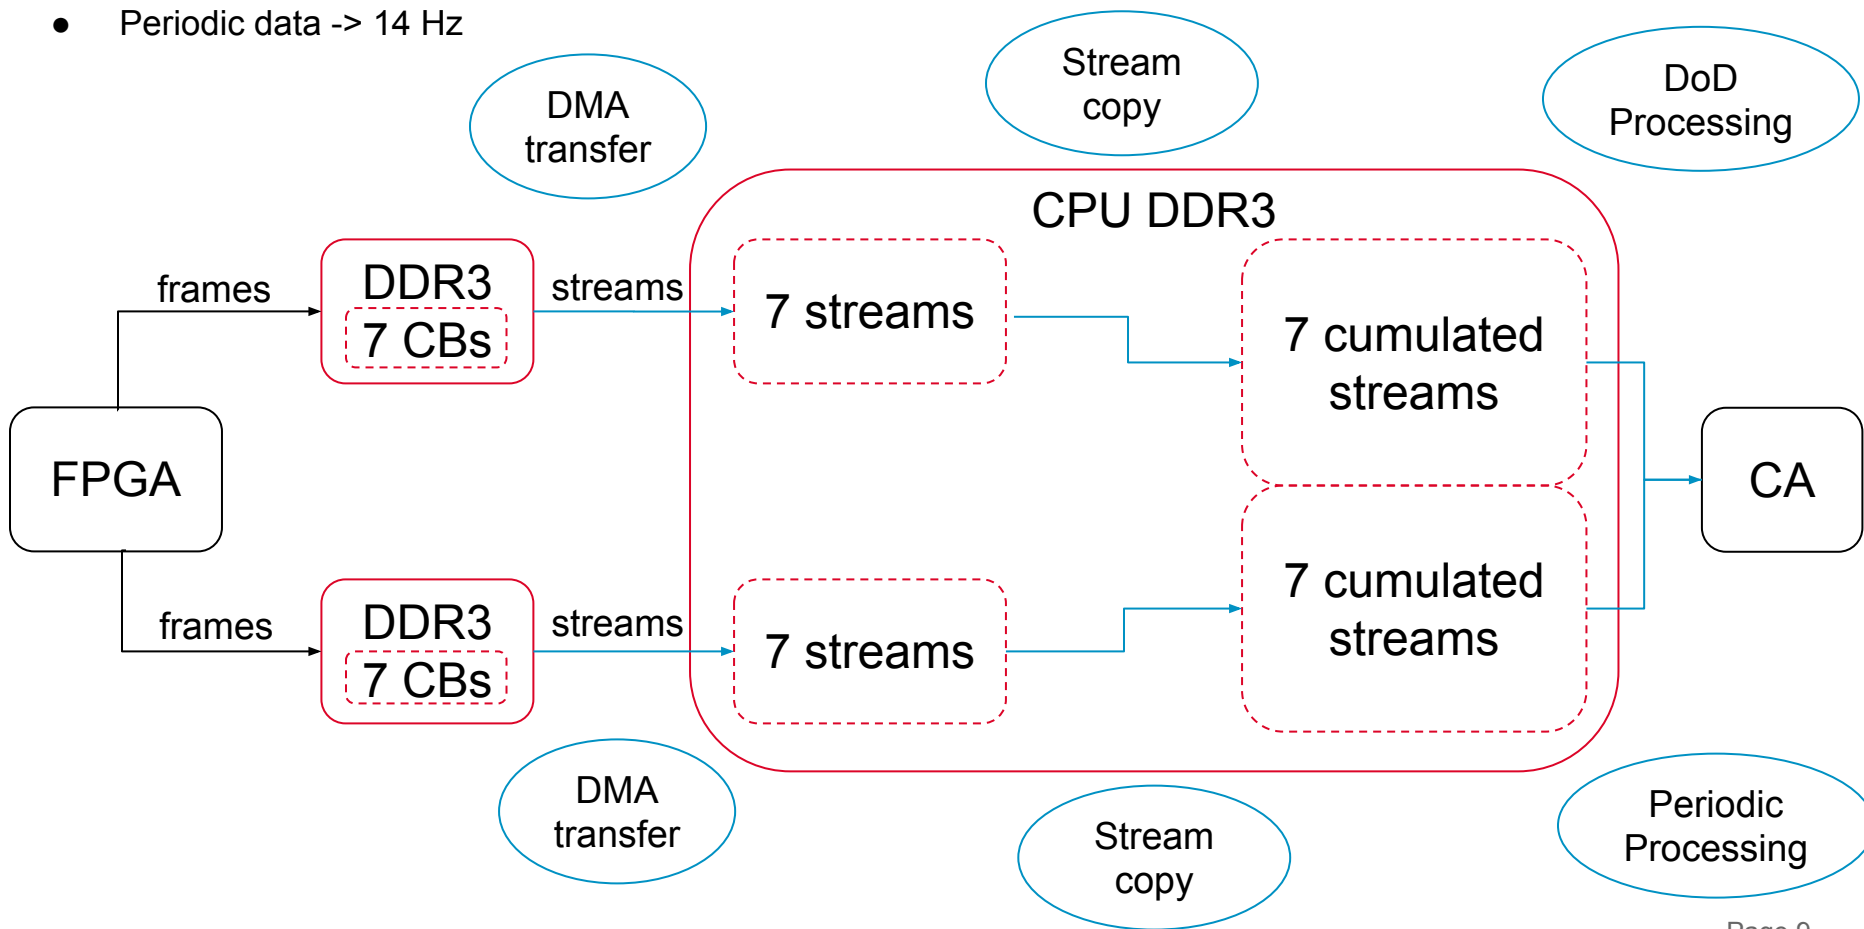 ● Periodic data -> 14 Hz
DMA
transfer
Stream
copy
DoD
Processing
CPU DDR3
frames
DDR3
7 CBs
streams
7 streams
7 cumulated
streams
FPGA
CA
frames
DDR3
7 CBs
streams
7 streams
7 cumulated
streams
DMA
transfer
Stream
copy
Periodic
Processing
Page 9